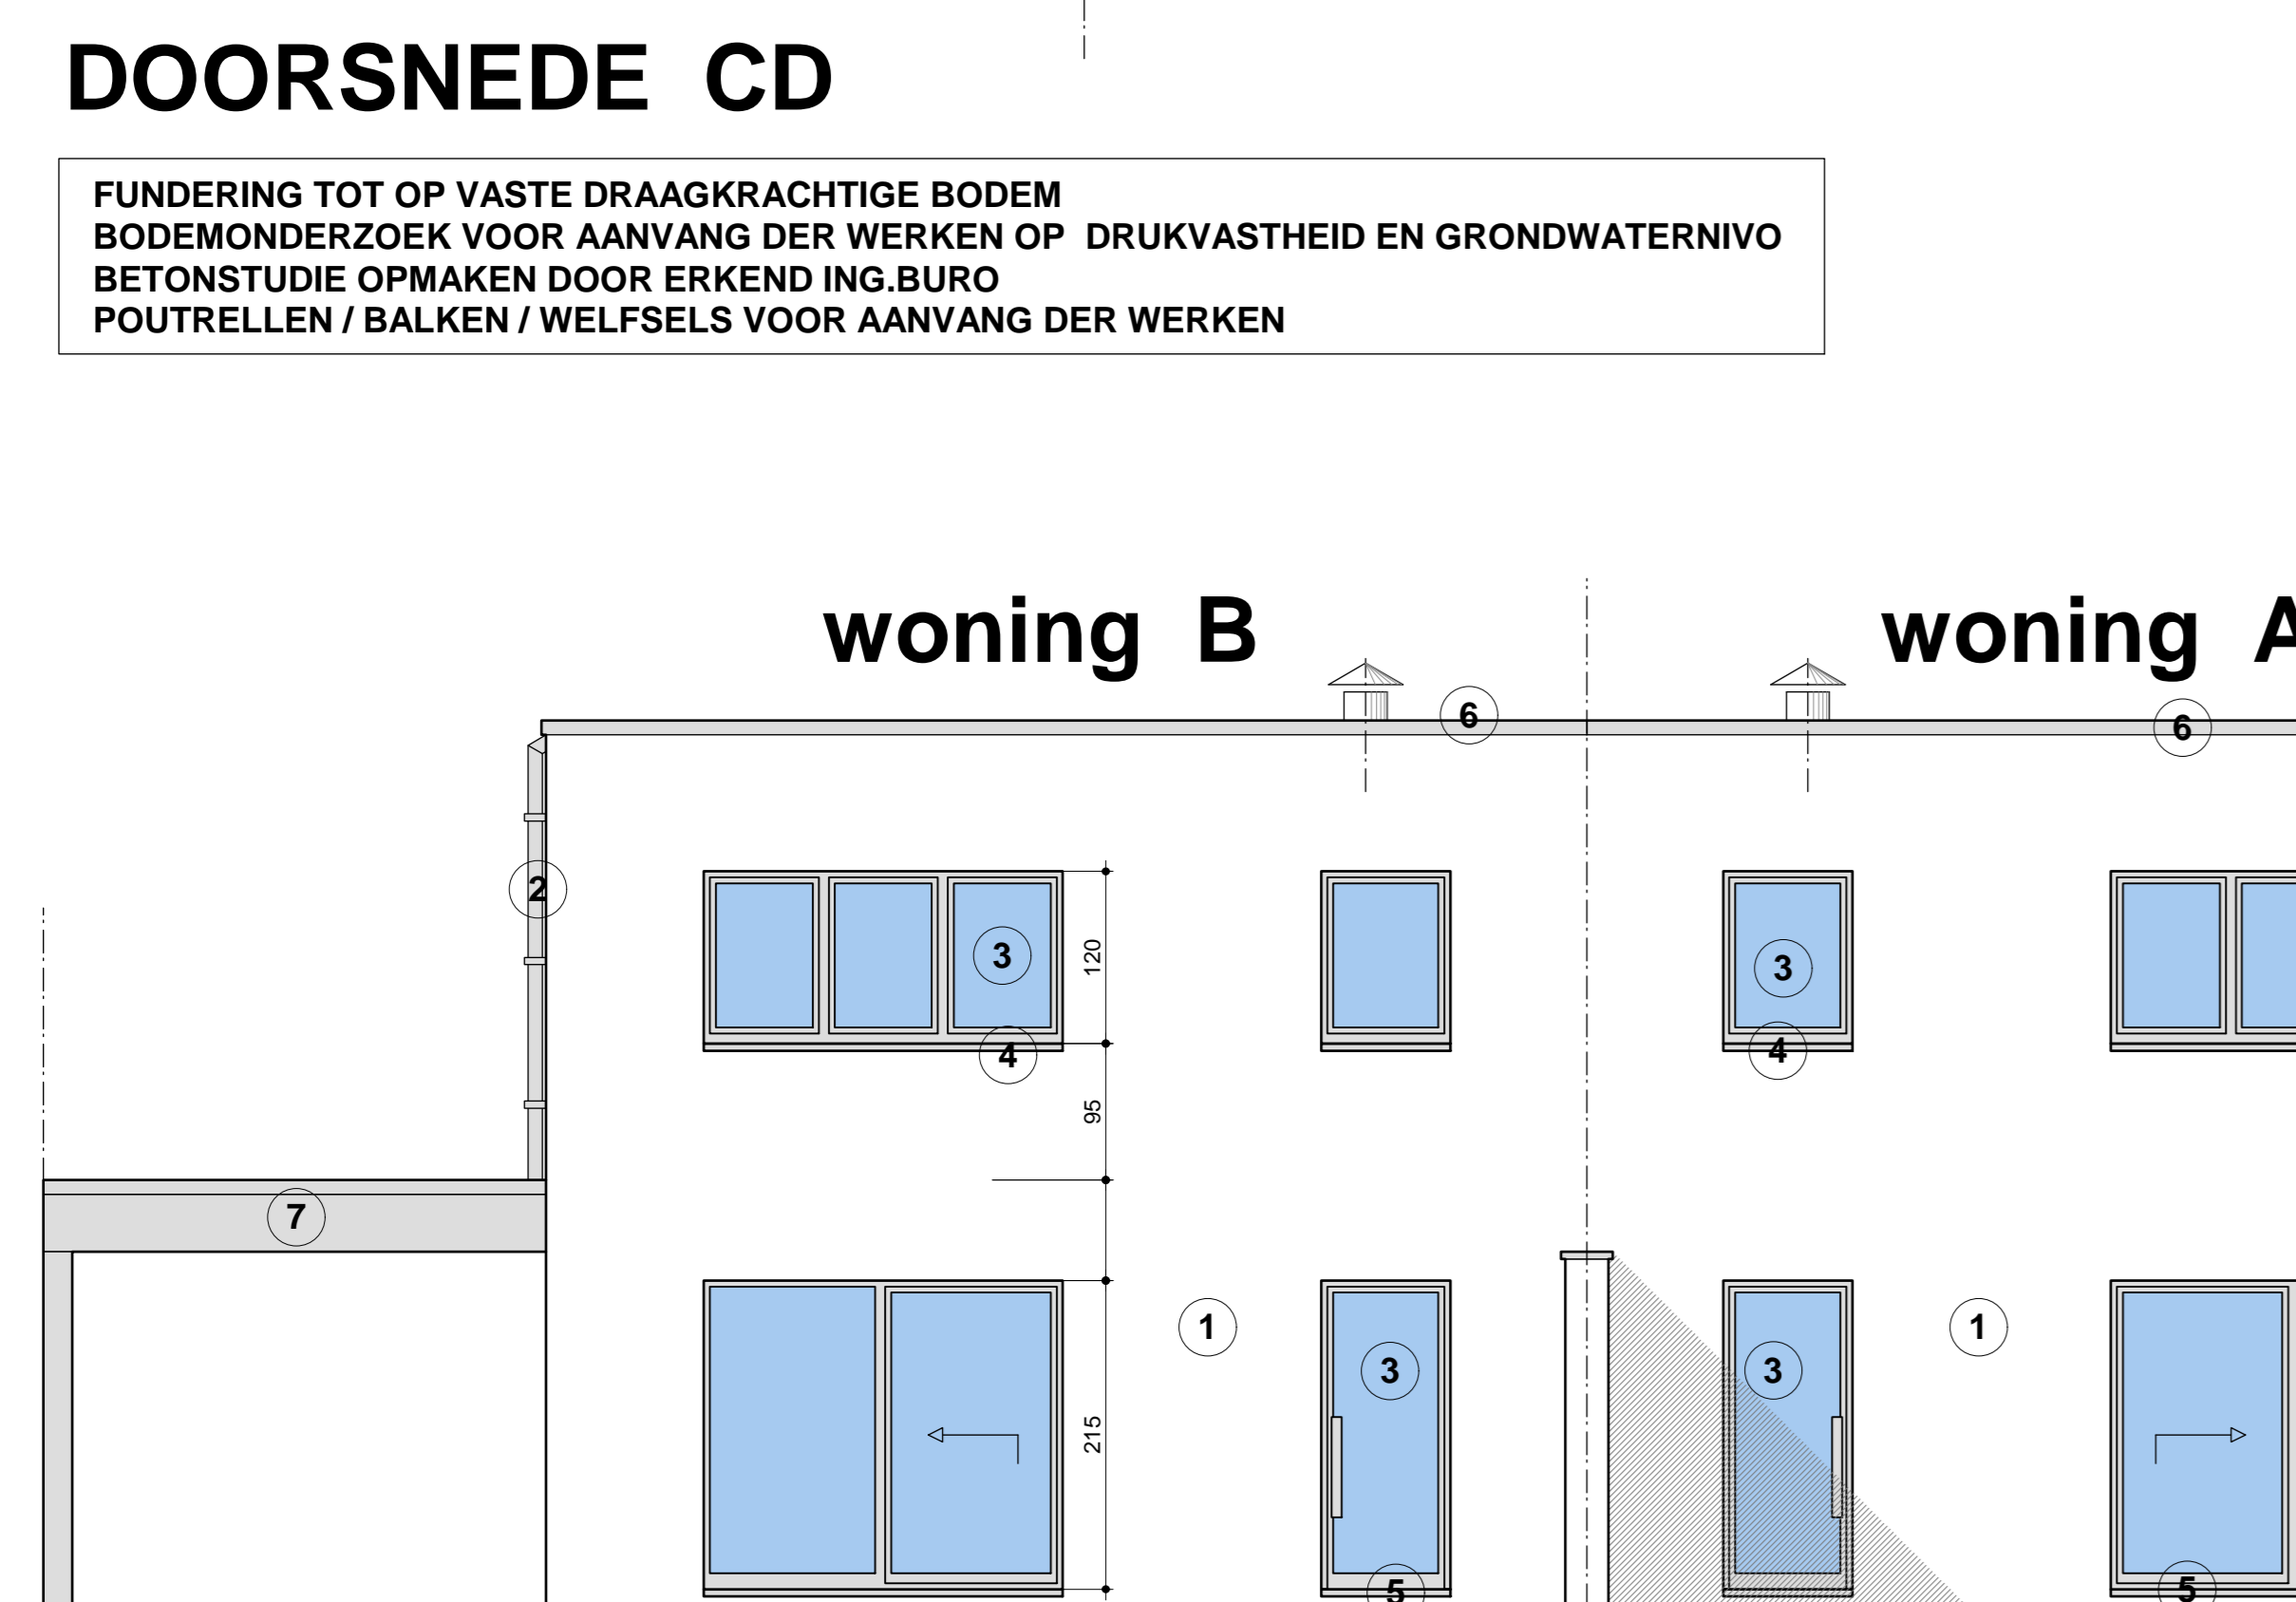 DOORSNEDE CD
FUNDERING TOT OP VASTE DRAAGKRACHTIGE BODEM
BODEMONDERZOEK VOOR AANVANG DER WERKEN OP DRUKVASTHEID EN GRONDWATERNIVO
BETONSTUDIE OPMAKEN DOOR ERKEND ING.BURO
POUTRELLEN / BALKEN / WELFSELS VOOR AANVANG DER WERKEN
woning B
woning A
6
6
2
3
120
3
4
4
95
7
1
1
3
3
215
5
5